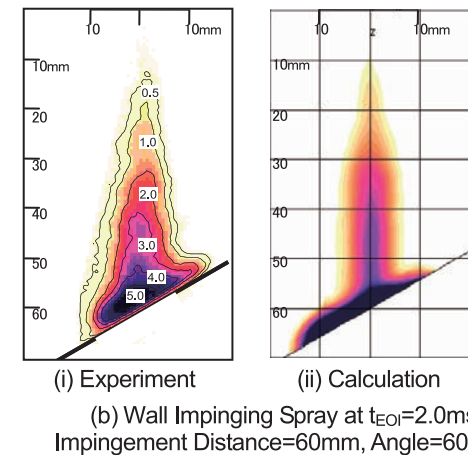 10 10mm
10mm
20
30
40
50
60
0.5
1.0
2.0
3.0
4.0
5.0
10 z 10mm
10mm
20
30
40
50
60
(i) Experiment (ii) Calculation
(b) Wall Impinging Spray at tEOI=2.0ms
Impingement Distance=60mm, Angle=60